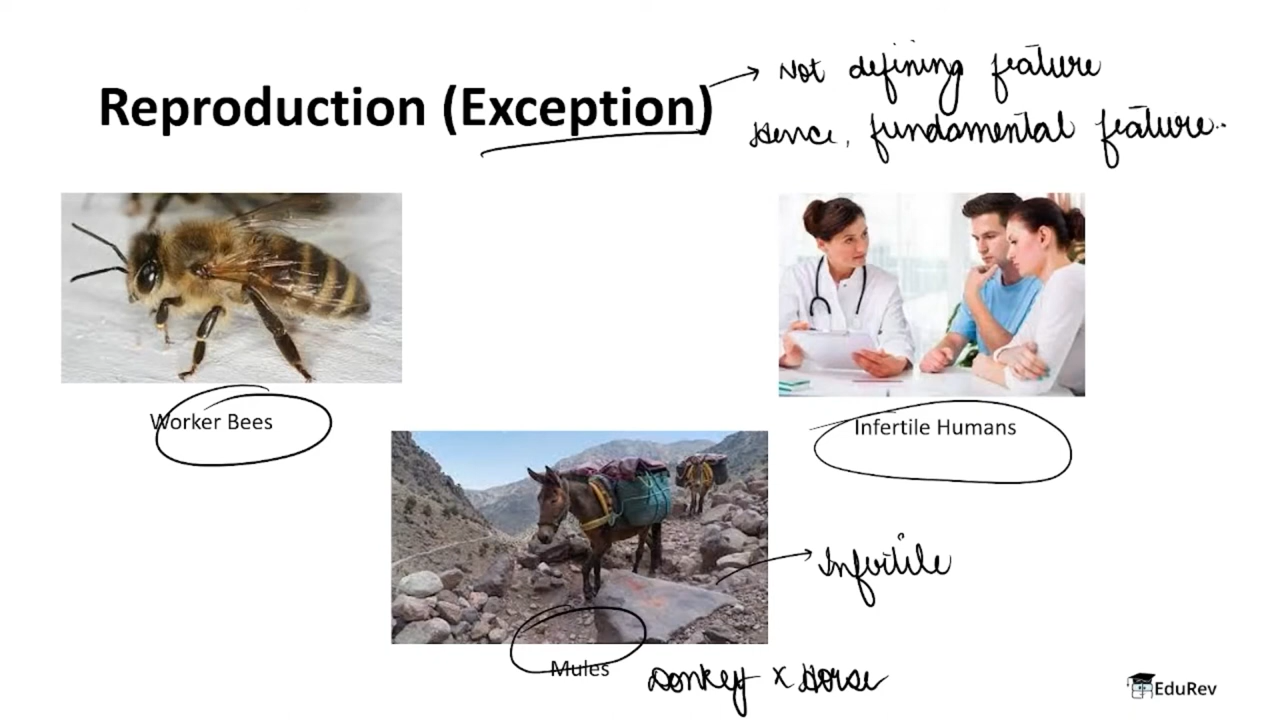 Reproduction (Exception)
Not defining feature
Hence, fundamental feature..
Worker Bees
Infertile Humans
Infertile
Mules
Donkey x Horse
EduRev